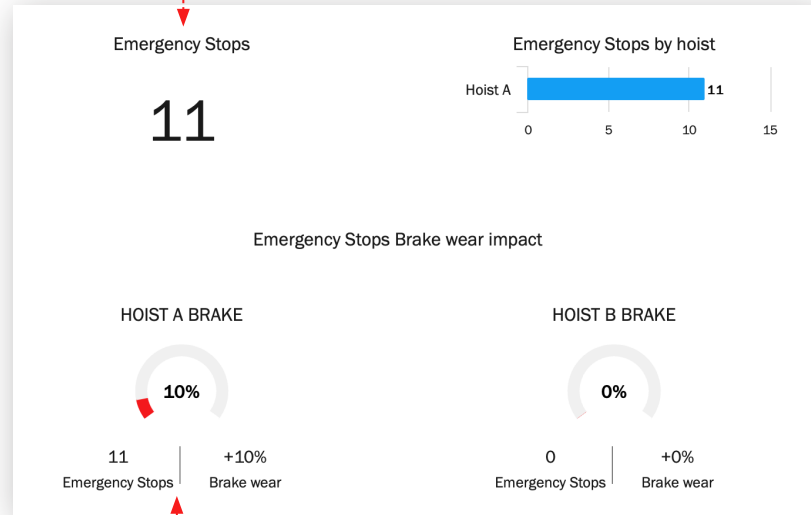 Emergency Stops
11
Emergency Stops by hoist
Hoist A
11
0 5 10 15
Emergency Stops Brake wear impact
HOIST A BRAKE
10%
11 +10%
Emergency Stops Brake wear
HOIST B BRAKE
0%
0 +0%
Emergency Stops Brake wear